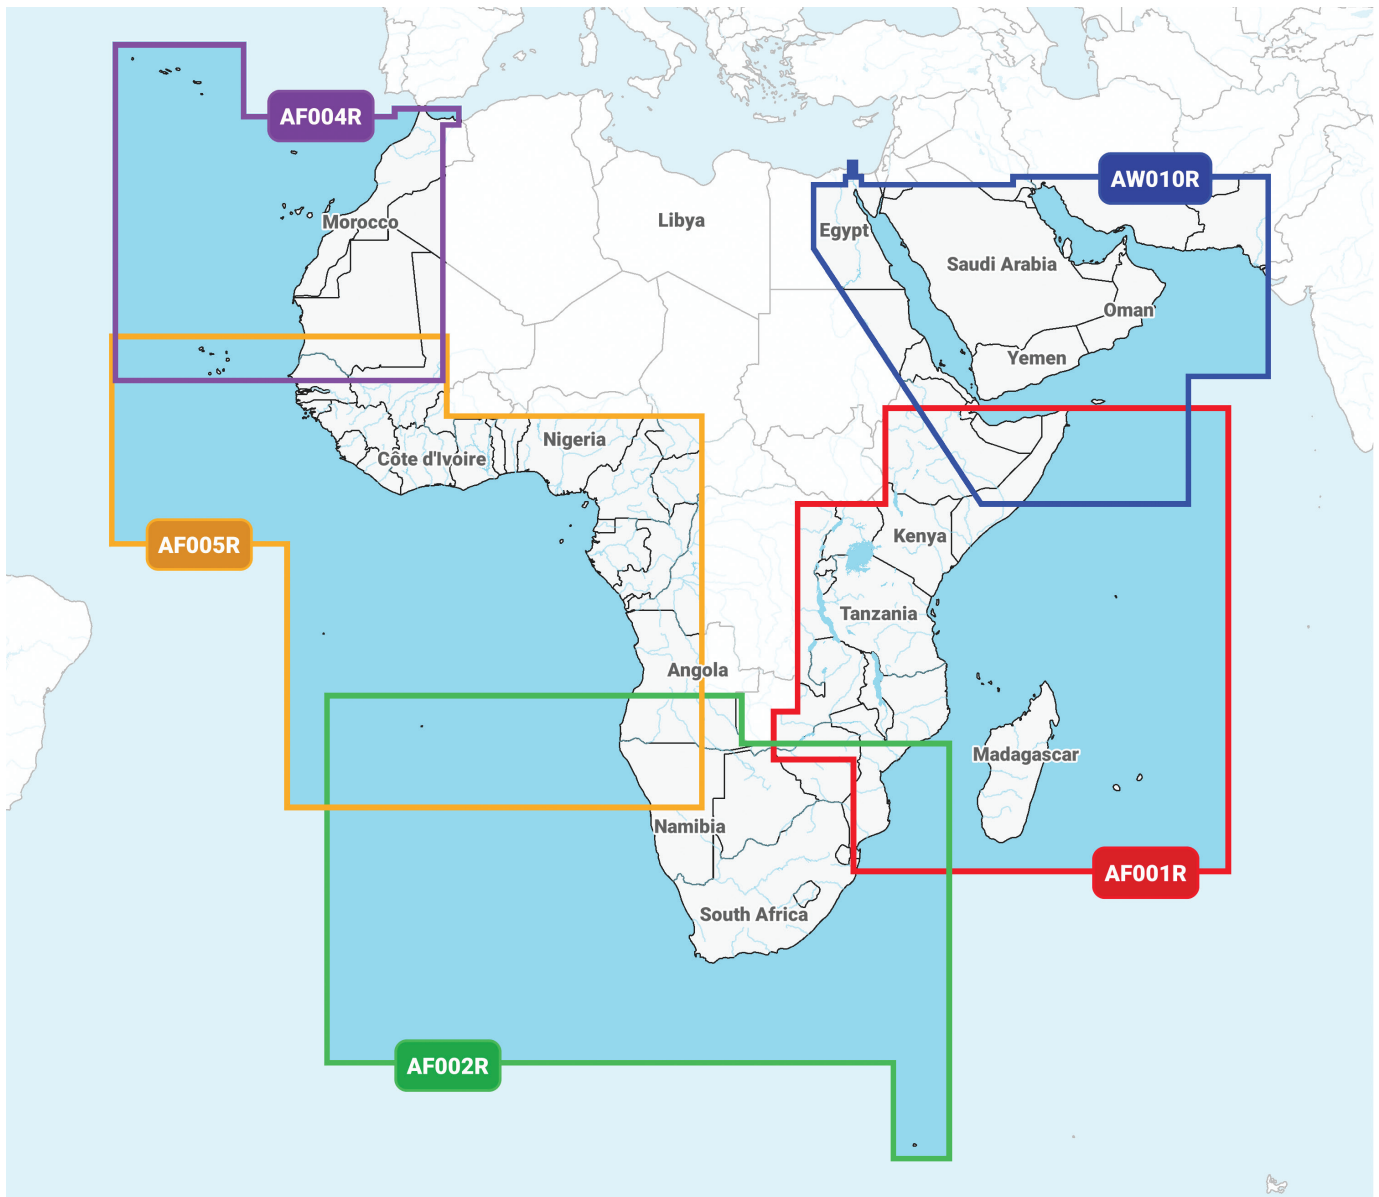 AF004R
AW010R
Morocco
Libya
Egypt
Saudi Arabia
Oman
Yemen
Nigeria
Côte d'Ivoire
AF005R
Kenya
Tanzania
Angola
Madagascar
Namibia
AF001R
South Africa
AF002R